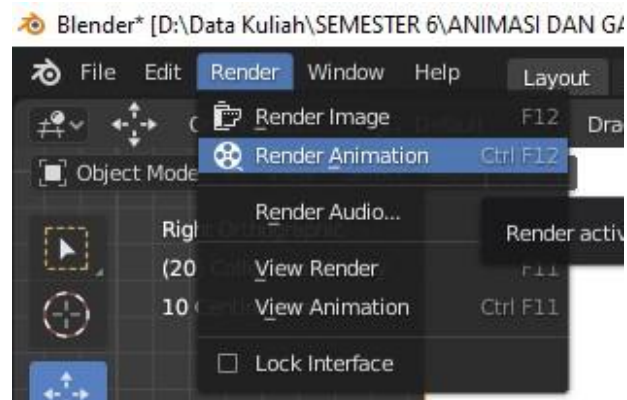 Blender* [D:\Data Kuliah\SEMESTER 6\ANIMASI DAN GA
File Edit Render Window Help Layout
Render Image F12
Dra
Render Animation Ctrl F12
Object Mode
Render Audio...
Rig
Render activ
(20
View Render F11
10
View Animation Ctrl F11
Lock Interface